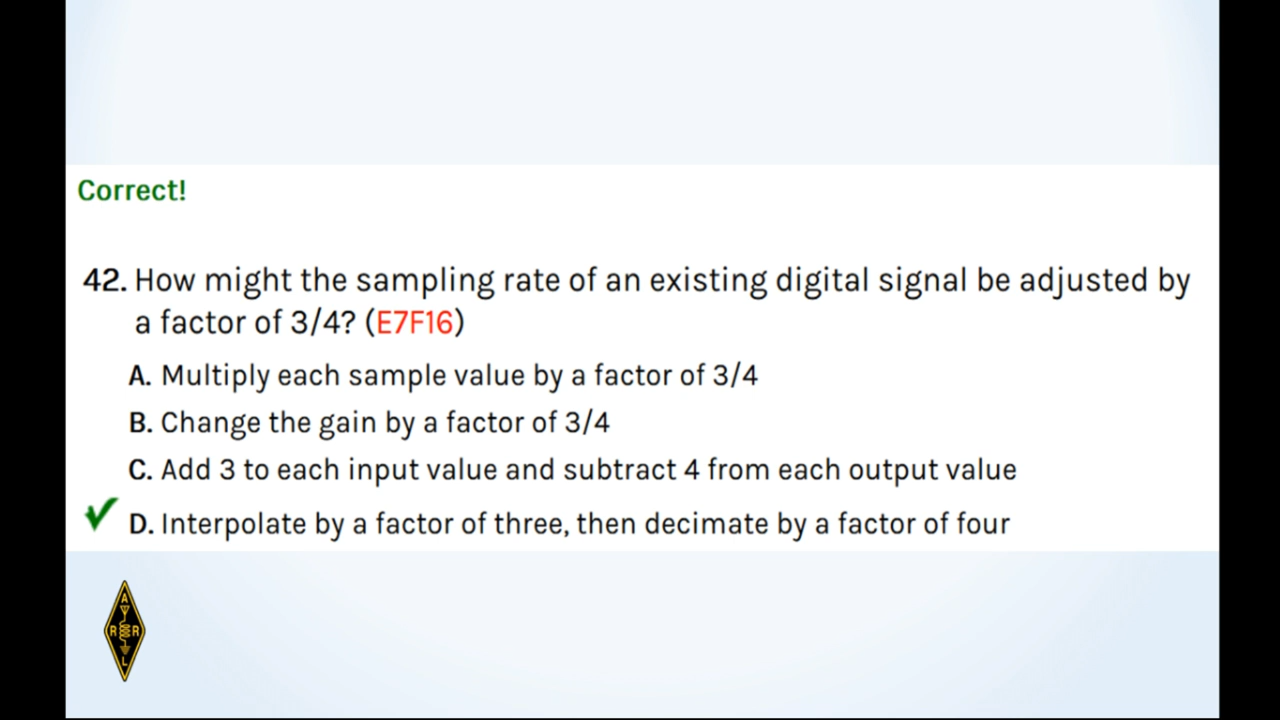 Correct!
42. How might the sampling rate of an existing digital signal be adjusted by
a factor of 3/4? (E7F16)
A. Multiply each sample value by a factor of 3/4
B. Change the gain by a factor of 3/4
C. Add 3 to each input value and subtract 4 from each output value
D. Interpolate by a factor of three, then decimate by a factor of four
A
R R
L